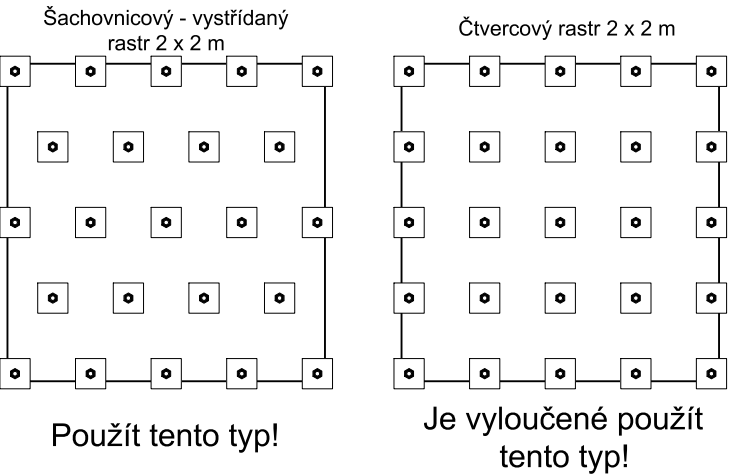 Šachovnicový - vystřídaný
rastr 2 x 2 m
Čtvercový rastr 2 x 2 m
Použít tento typ!
Je vyloučené použít
tento typ!